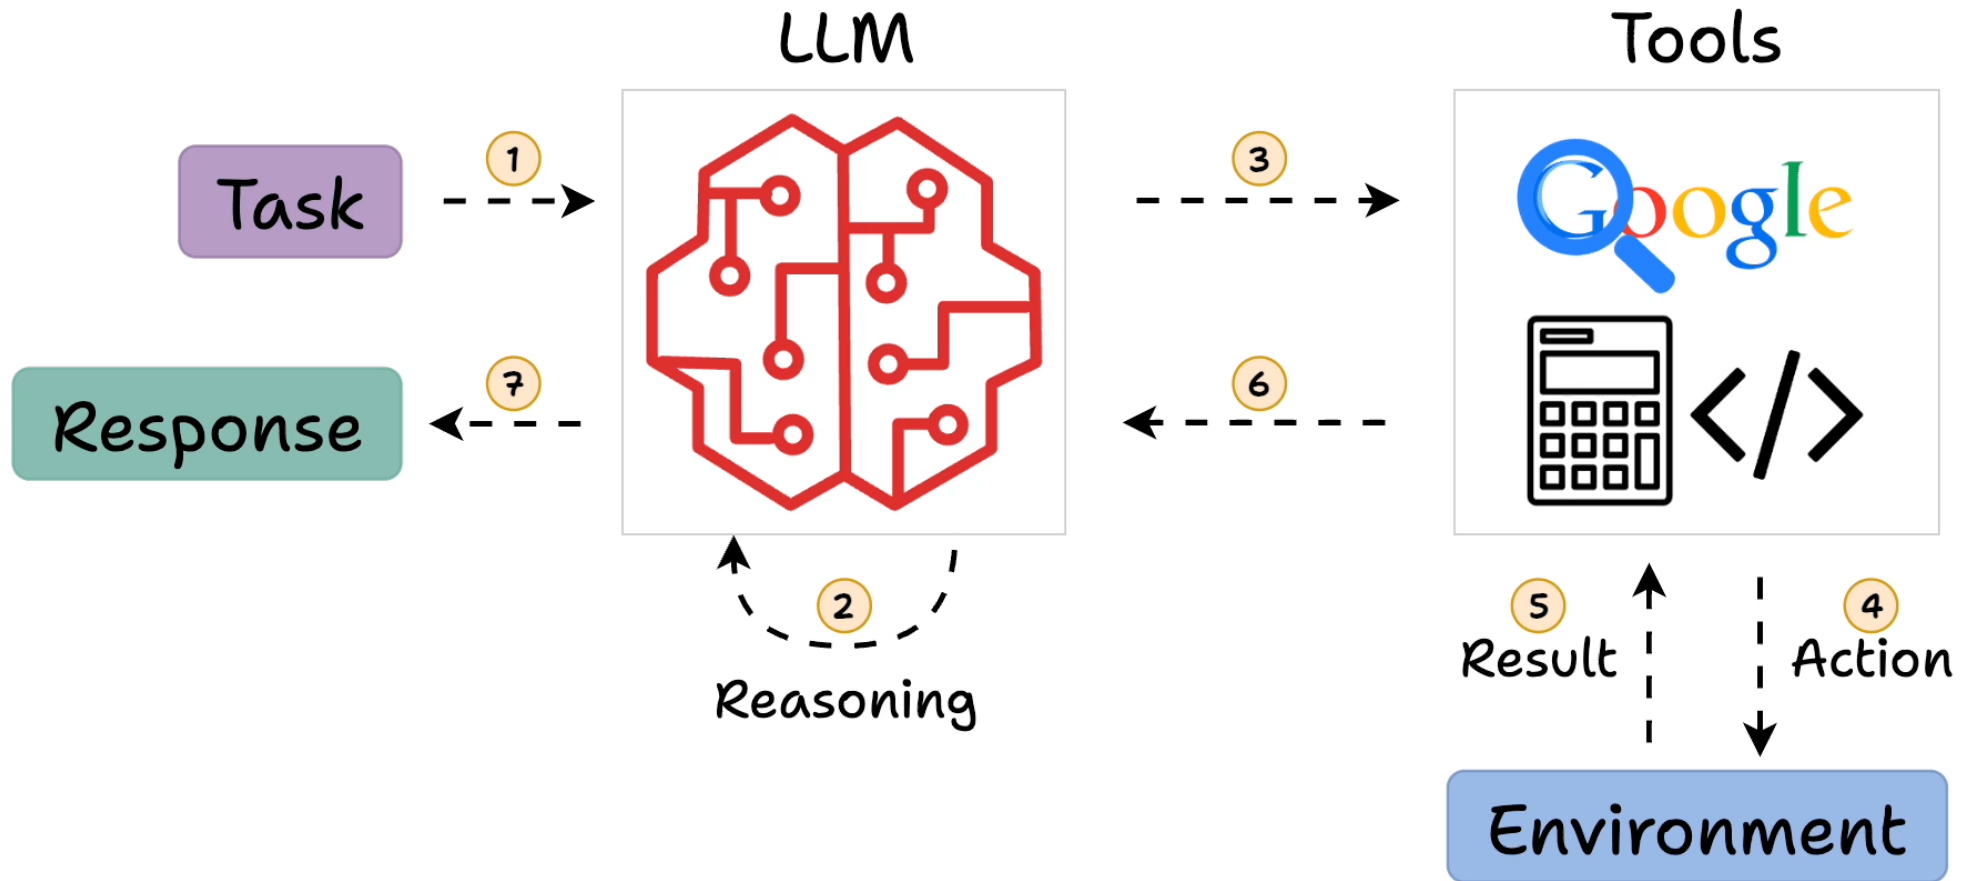 LLM
Tools
Task
1
3
Google
Response
7
6
</>
2
Reasoning
5
Result
4
Action
Environment